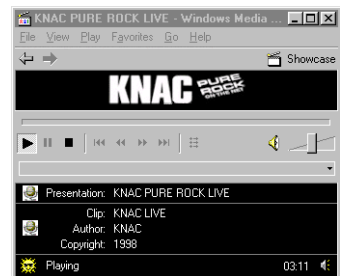 KNAC PURE ROCK LIVE - Windows Media ...
File View Play Favorites Go Help
Showcase
KNAC PURE ROCK ON THE NET
Presentation: KNAC PURE ROCK LIVE
Clip: KNAC LIVE
Author: KNAC
Copyright: 1998
Playing 03:11